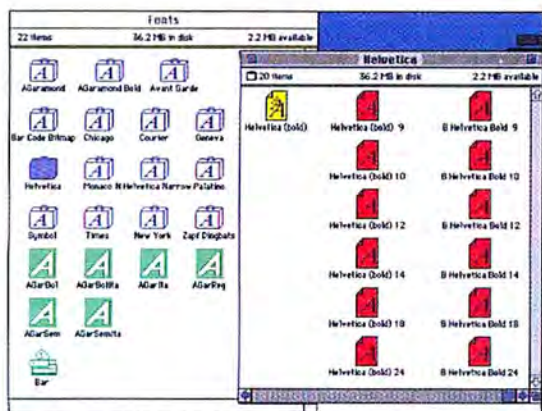 Fonts
22 items 36.2 MB in disk 2.2 MB available
AGaramond AGaramond Bold Avant Garde
Bar Code Bitmap Chicago Courier Geneva
Helvetica Monaco N Helvetica Narrow Palatino
Symbol Times New York Zapf Dingbats
AGarBol AGarBolIta AGarIta AGarReg
AGarSem AGarSemIta
Bar
Helvetica
20 items 36.2 MB in disk 2.2 MB available
Helvetica (bold) Helvetica (bold) 9 B Helvetica Bold 9
Helvetica (bold) 10 B Helvetica Bold 10
Helvetica (bold) 12 B Helvetica Bold 12
Helvetica (bold) 14 B Helvetica Bold 14
Helvetica (bold) 18 B Helvetica Bold 18
Helvetica (bold) 24 B Helvetica Bold 24